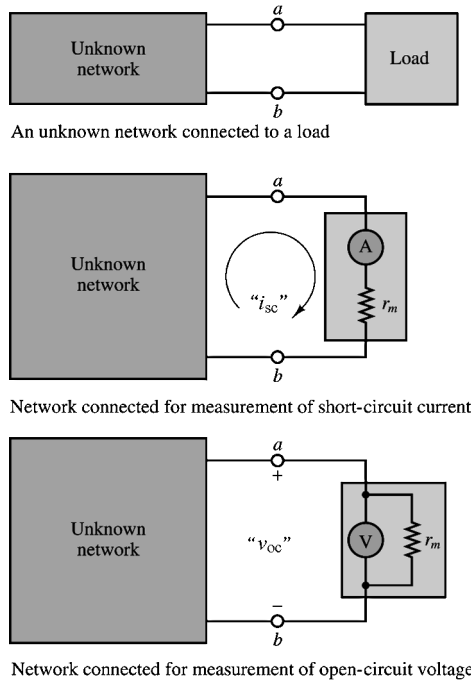 a
Unknown
network
Load
b
An unknown network connected to a load
a
A
Unknown
network
“isc”
rm
b
Network connected for measurement of short-circuit current
a
+
Unknown
network
“voc”
V
rm
–
b
Network connected for measurement of open-circuit voltage